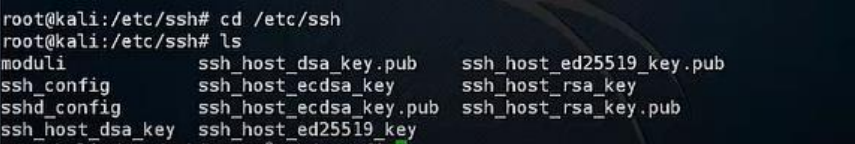 root@kali:/etc/ssh# cd /etc/ssh
root@kali:/etc/ssh# ls
moduli ssh_host_dsa_key.pub ssh_host_ed25519_key.pub
ssh_config ssh_host_ecdsa_key ssh_host_rsa_key
sshd_config ssh_host_ecdsa_key.pub ssh_host_rsa_key.pub
ssh_host_dsa_key ssh_host_ed25519_key